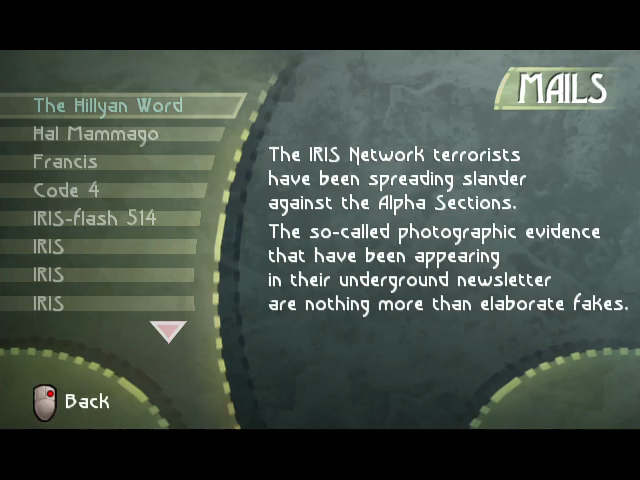 MAILS
The Hillyan Word
Hal Mammago
Francis
Code 4
IRIS-flash 514
IRIS
IRIS
IRIS
The IRIS Network terrorists
have been spreading slander
against the Alpha Sections.
The so-called photographic evidence
that have been appearing
in their underground newsletter
are nothing more than elaborate fakes.
Back